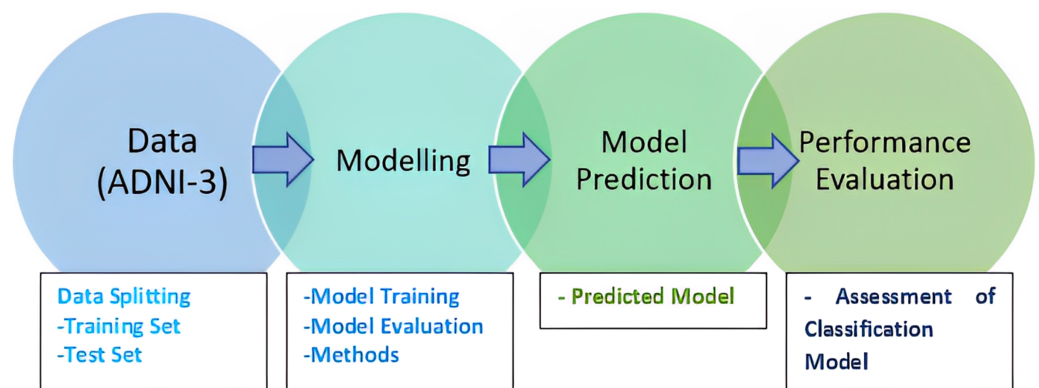 Data
(ADNI-3)
Modelling
Model
Prediction
Performance
Evaluation
Data Splitting
-Training Set
-Test Set
-Model Training
-Model Evaluation
-Methods
- Predicted Model
- Assessment of
Classification
Model